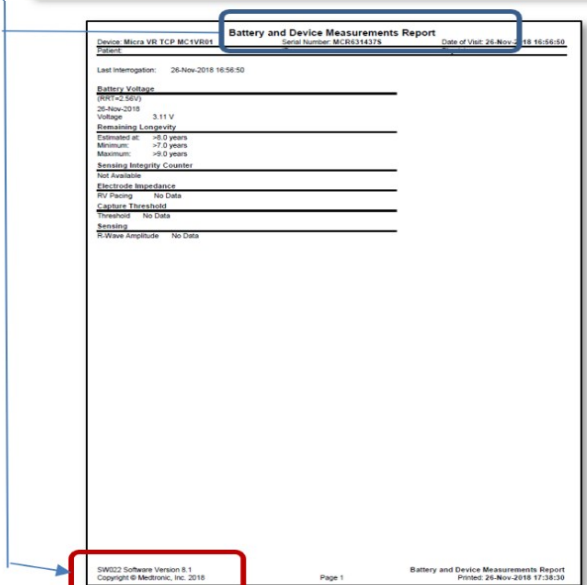 Battery and Device Measurements Report
Device: Micra VR TCP MC1VR01 Serial Number: MCR631437S Date of Visit: 26-Nov-2018 16:56:50
Patient:
Last Interrogation: 26-Nov-2018 16:56:50
Battery Voltage
(RRT=2.56V)
26-Nov-2018
Voltage 3.11 V
Remaining Longevity
Estimated at: >8.0 years
Minimum: >7.0 years
Maximum: >9.0 years
Sensing Integrity Counter
Not Available
Electrode Impedance
RV Pacing No Data
Capture Threshold
Threshold No Data
Sensing
R-Wave Amplitude No Data
SW022 Software Version 8.1 Battery and Device Measurements Report
Copyright © Medtronic, Inc. 2018 Page 1 Printed: 26-Nov-2018 17:38:30